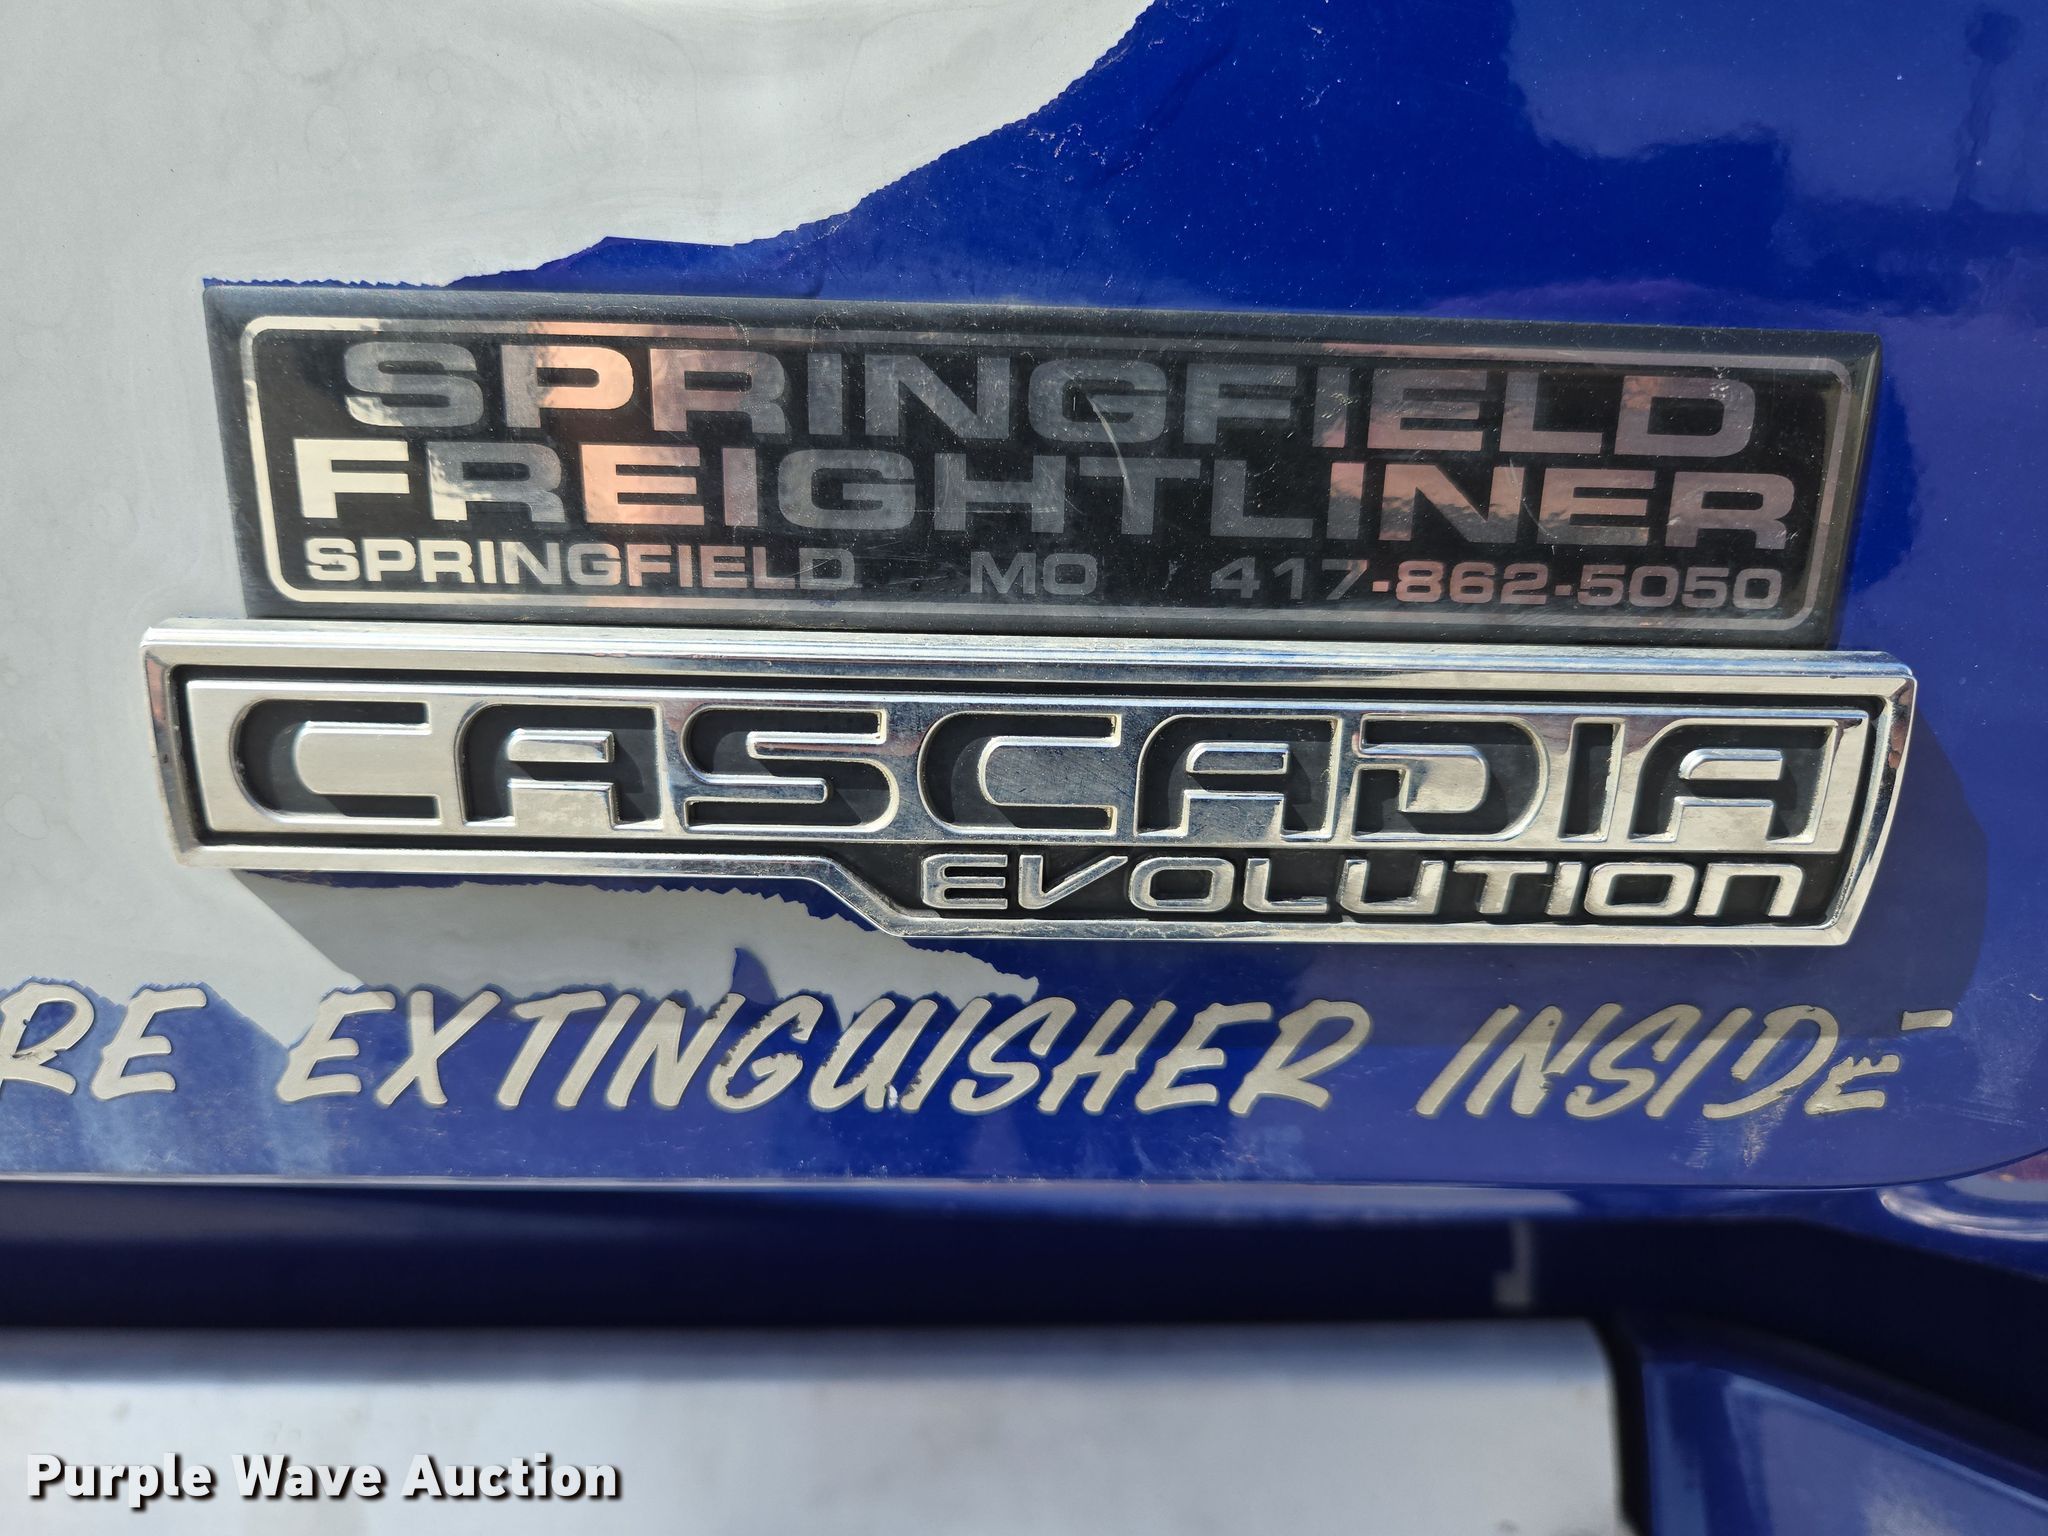 SPRINGFIELD
FREIGHTLINER
SPRINGFIELD MO 417-862-5050
CASCADIA
EVOLUTION
RE EXTINGUISHER INSIDE
Purple Wave Auction